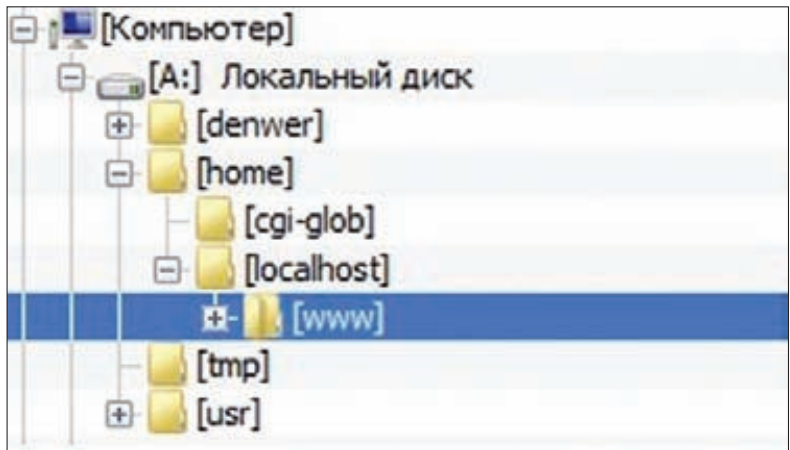 [Компьютер]
[A:] Локальный диск
[denwer]
[home]
[cgi-glob]
[localhost]
[www]
[tmp]
[usr]